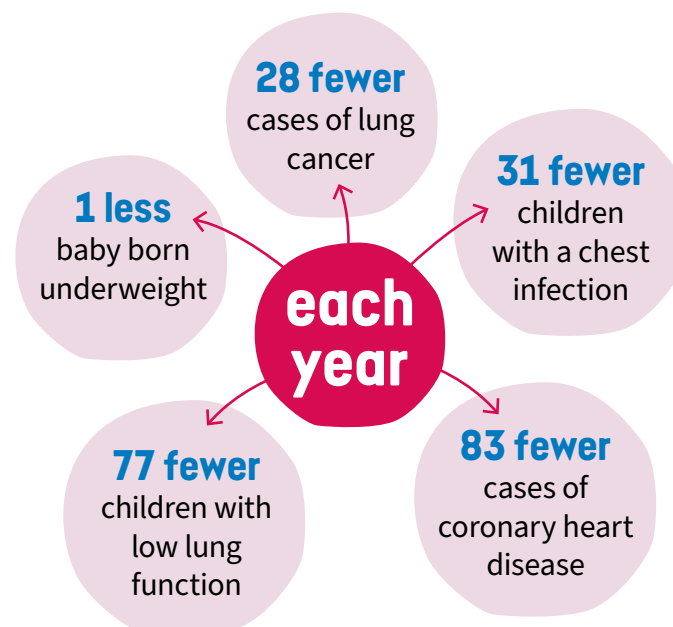 28 fewer
cases of lung
cancer
31 fewer
children
with a chest
infection
1 less
baby born
underweight
each
year
77 fewer
children with
low lung
function
83 fewer
cases of
coronary heart
disease